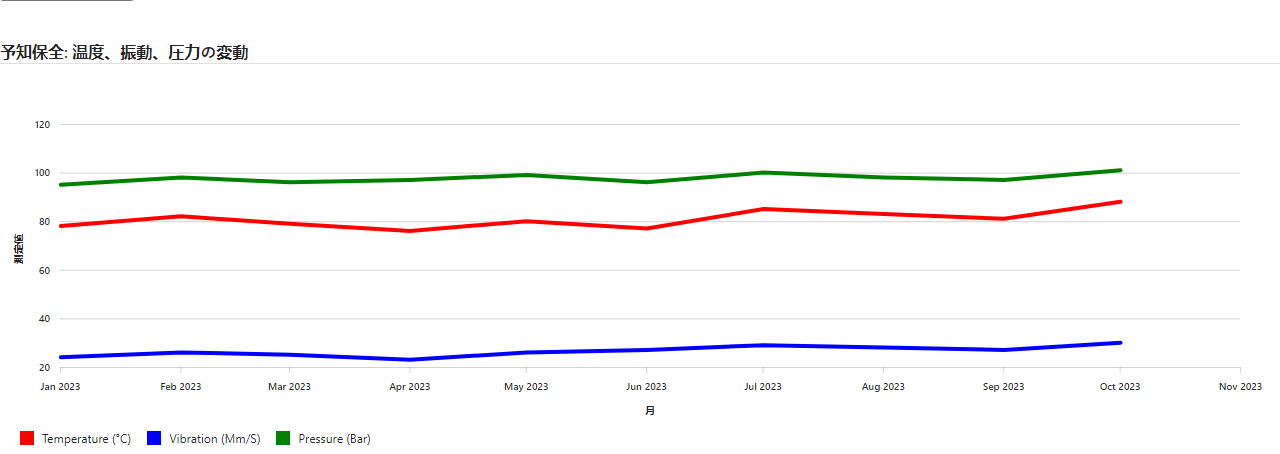 予知保全: 温度、振動、圧力の変動
120
100
80
60
40
20
測定値
Jan 2023 Feb 2023 Mar 2023 Apr 2023 May 2023 Jun 2023 Jul 2023 Aug 2023 Sep 2023 Oct 2023 Nov 2023
月
Temperature (°C) Vibration (Mm/S) Pressure (Bar)